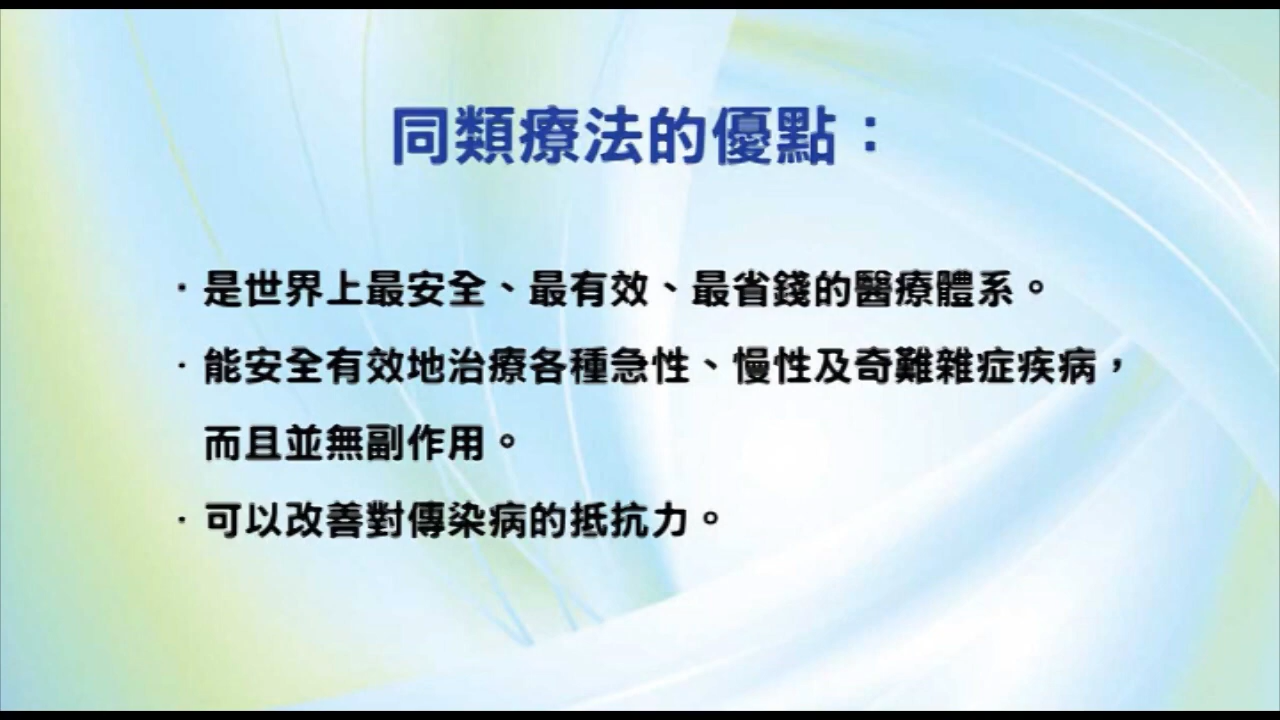 同類療法的優點：
·是世界上最安全、最有效、最省錢的醫療體系。
·能安全有效地治療各種急性、慢性及奇難雜症疾病，
而且並無副作用。
·可以改善對傳染病的抵抗力。